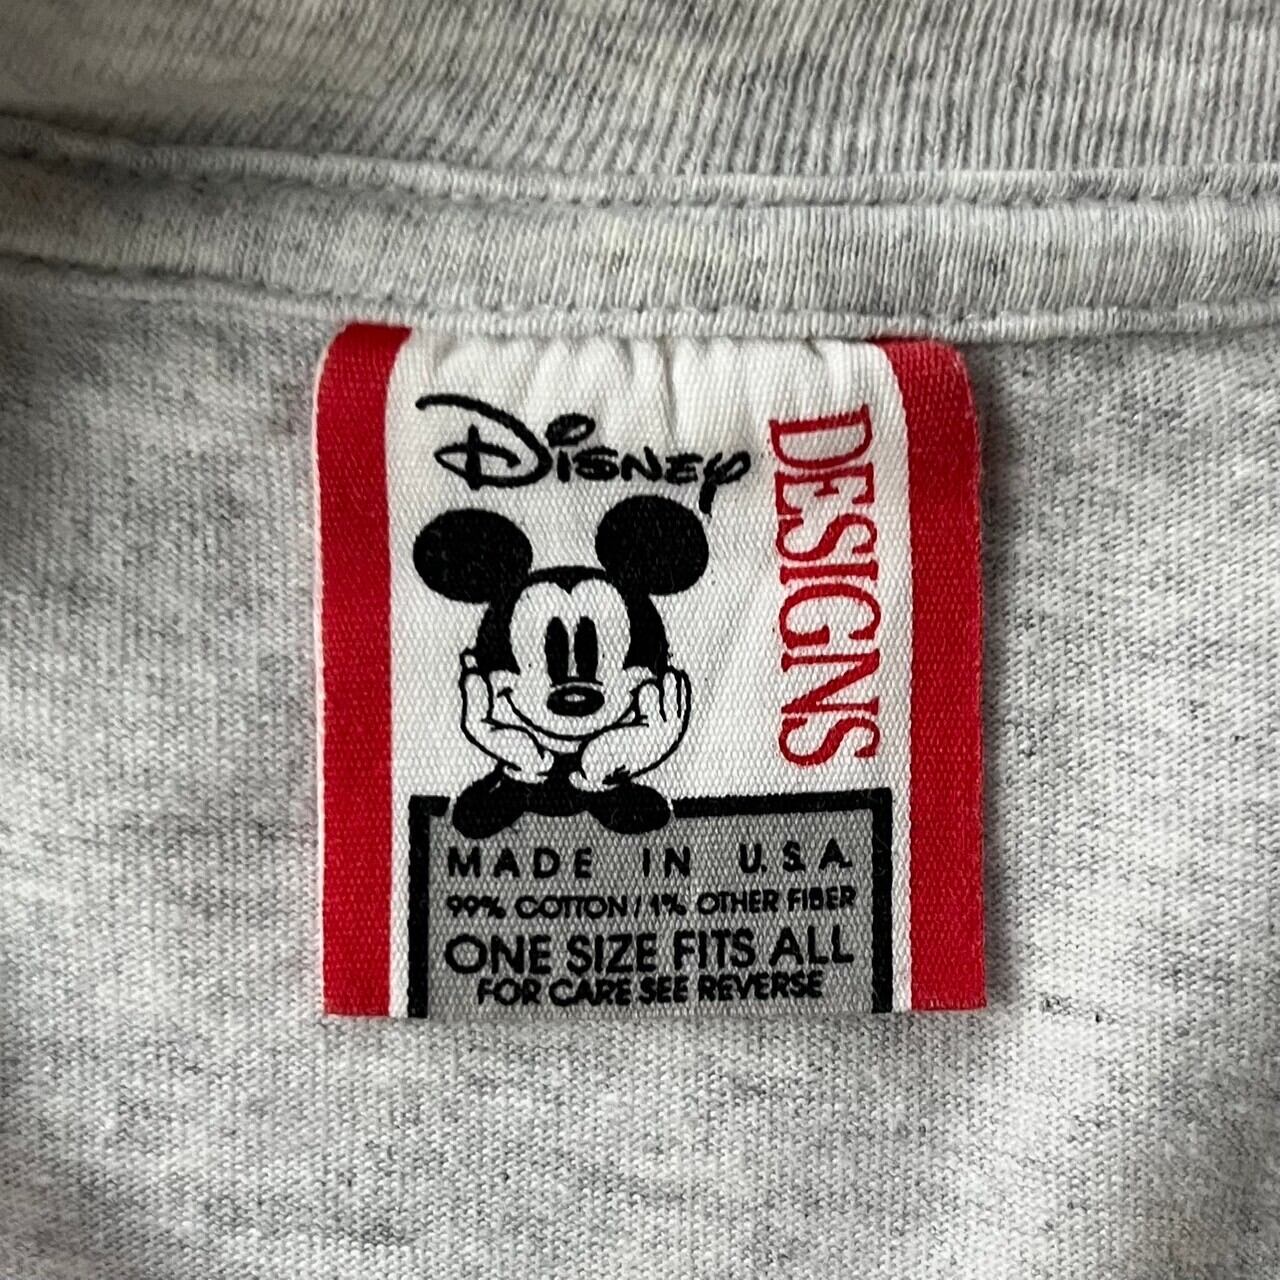 Disney
DESIGNS
MADE IN U.S.A.
99% COTTON / 1% OTHER FIBER
ONE SIZE FITS ALL
FOR CARE SEE REVERSE